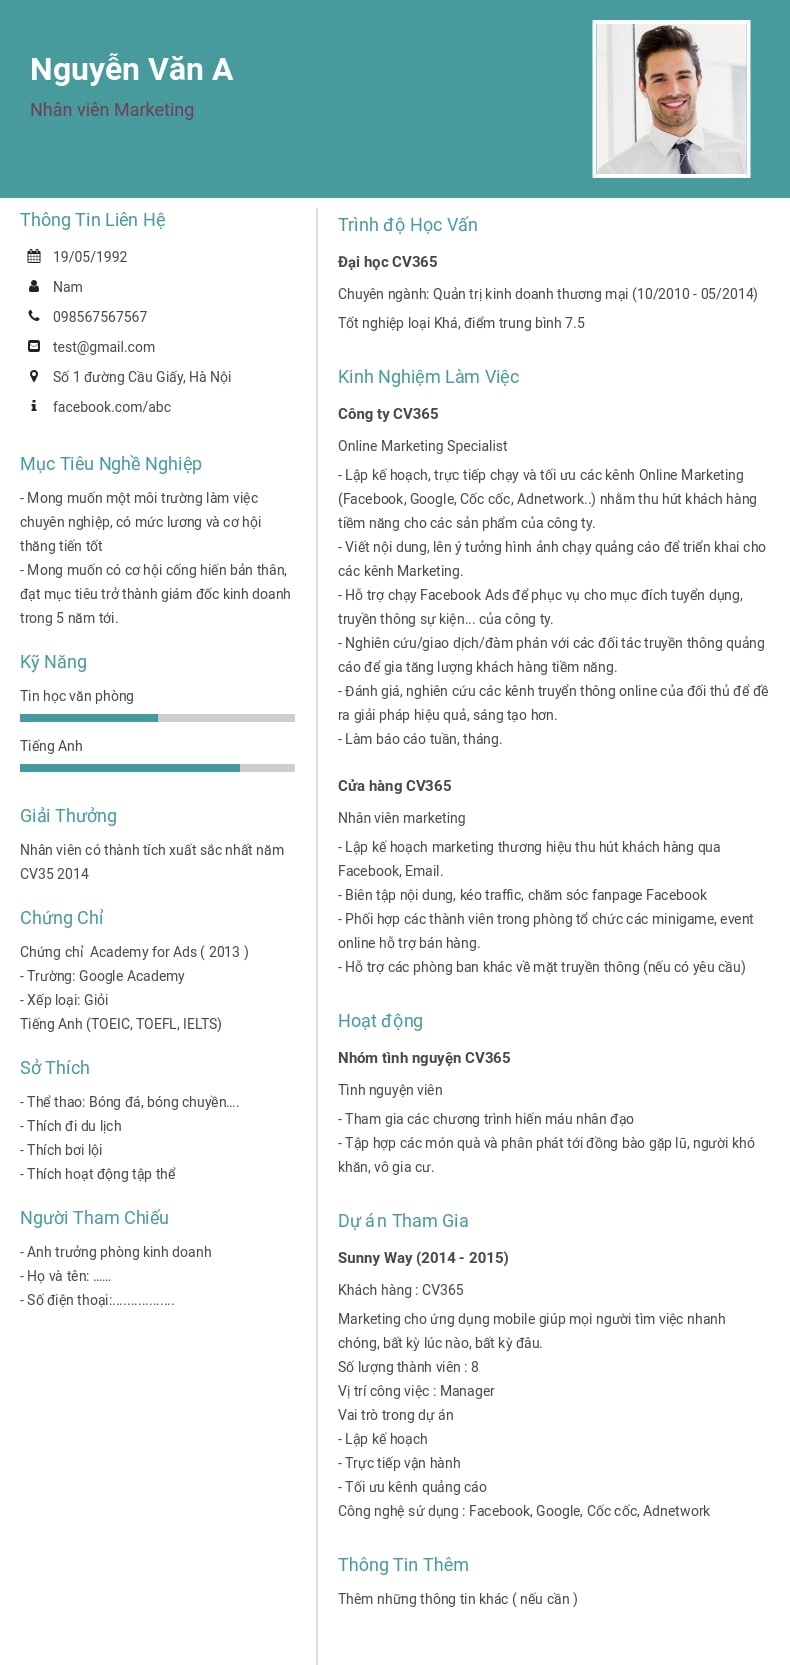 Nguyễn Văn A
Nhân viên Marketing
Thông Tin Liên Hệ
19/05/1992
Nam
098567567567
test@gmail.com
Số 1 đường Cầu Giấy, Hà Nội
facebook.com/abc
Mục Tiêu Nghề Nghiệp
- Mong muốn một môi trường làm việc
chuyên nghiệp, có mức lương và cơ hội
thăng tiến tốt
- Mong muốn có cơ hội cống hiến bản thân,
đạt mục tiêu trở thành giám đốc kinh doanh
trong 5 năm tới.
Kỹ Năng
Tin học văn phòng
Tiếng Anh
Giải Thưởng
Nhân viên có thành tích xuất sắc nhất năm
CV35 2014
Chứng Chỉ
Chứng chỉ  Academy for Ads ( 2013 )
- Trường: Google Academy
- Xếp loại: Giỏi
Tiếng Anh (TOEIC, TOEFL, IELTS)
Sở Thích
- Thể thao: Bóng đá, bóng chuyền....
- Thích đi du lịch
- Thích bơi lội
- Thích hoạt động tập thể
Người Tham Chiếu
- Anh trưởng phòng kinh doanh
- Họ và tên: ......
- Số điện thoại:.................
Trình độ Học Vấn
Đại học CV365
Chuyên ngành: Quản trị kinh doanh thương mại (10/2010 - 05/2014)
Tốt nghiệp loại Khá, điểm trung bình 7.5
Kinh Nghiệm Làm Việc
Công ty CV365
Online Marketing Specialist
- Lập kế hoạch, trực tiếp chạy và tối ưu các kênh Online Marketing
(Facebook, Google, Cốc cốc, Adnetwork..) nhằm thu hút khách hàng
tiềm năng cho các sản phẩm của công ty.
- Viết nội dung, lên ý tưởng hình ảnh chạy quảng cáo để triển khai cho
các kênh Marketing.
- Hỗ trợ chạy Facebook Ads để phục vụ cho mục đích tuyển dụng,
truyền thông sự kiện... của công ty.
- Nghiên cứu/giao dịch/đàm phán với các đối tác truyền thông quảng
cáo để gia tăng lượng khách hàng tiềm năng.
- Đánh giá, nghiên cứu các kênh truyển thông online của đối thủ để đề
ra giải pháp hiệu quả, sáng tạo hơn.
- Làm báo cáo tuần, tháng.
Cửa hàng CV365
Nhân viên marketing
- Lập kế hoạch marketing thương hiệu thu hút khách hàng qua
Facebook, Email.
- Biên tập nội dung, kéo traffic, chăm sóc fanpage Facebook
- Phối hợp các thành viên trong phòng tổ chức các minigame, event
online hỗ trợ bán hàng.
- Hỗ trợ các phòng ban khác về mặt truyền thông (nếu có yêu cầu)
Hoạt động
Nhóm tình nguyện CV365
Tình nguyện viên
- Tham gia các chương trình hiến máu nhân đạo
- Tập hợp các món quà và phân phát tới đồng bào gặp lũ, người khó
khăn, vô gia cư.
Dự án Tham Gia
Sunny Way (2014 - 2015)
Khách hàng : CV365
Marketing cho ứng dụng mobile giúp mọi người tìm việc nhanh
chóng, bất kỳ lúc nào, bất kỳ đâu.
Số lượng thành viên : 8
Vị trí công việc : Manager
Vai trò trong dự án
- Lập kế hoạch
- Trực tiếp vận hành
- Tối ưu kênh quảng cáo
Công nghệ sử dụng : Facebook, Google, Cốc cốc, Adnetwork
Thông Tin Thêm
Thêm những thông tin khác ( nếu cần )